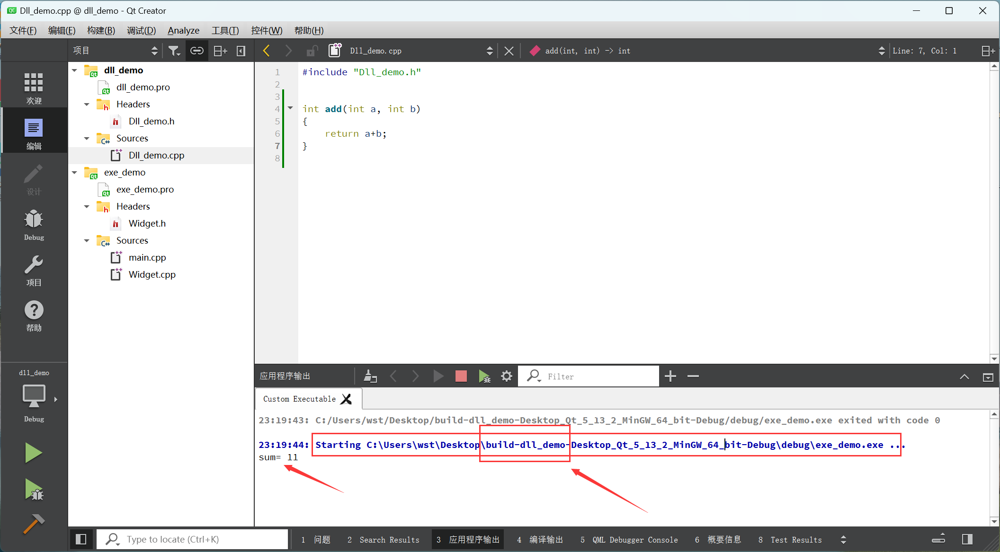 Dll_demo.cpp @ dll_demo - Qt Creator
文件(F) 编辑(E) 构建(B) 调试(D) Analyze 工具(T) 控件(W) 帮助(H)
项目 Dll_demo.cpp add(int, int) -> int Line: 7, Col: 1
欢迎
编辑
设计
Debug
项目
帮助
dll_demo
Debug
dll_demo
dll_demo.pro
Headers
Dll_demo.h
Sources
Dll_demo.cpp
exe_demo
exe_demo.pro
Headers
Widget.h
Sources
main.cpp
Widget.cpp
1 #include "Dll_demo.h"
2
3
4 int add(int a, int b)
5 {
6 return a+b;
7 }
8
应用程序输出 Filter
Custom Executable
23:19:43: C:/Users/wst/Desktop/build-dll_demo-Desktop_Qt_5_13_2_MinGW_64_bit-Debug/debug/exe_demo.exe exited with code 0
23:19:44: Starting C:\Users\wst\Desktop\build-dll_demo-Desktop_Qt_5_13_2_MinGW_64_bit-Debug\debug\exe_demo.exe ...
sum= 11
Type to locate (Ctrl+K) 1 问题 2 Search Results 3 应用程序输出 4 编译输出 5 QML Debugger Console 6 概要信息 8 Test Results